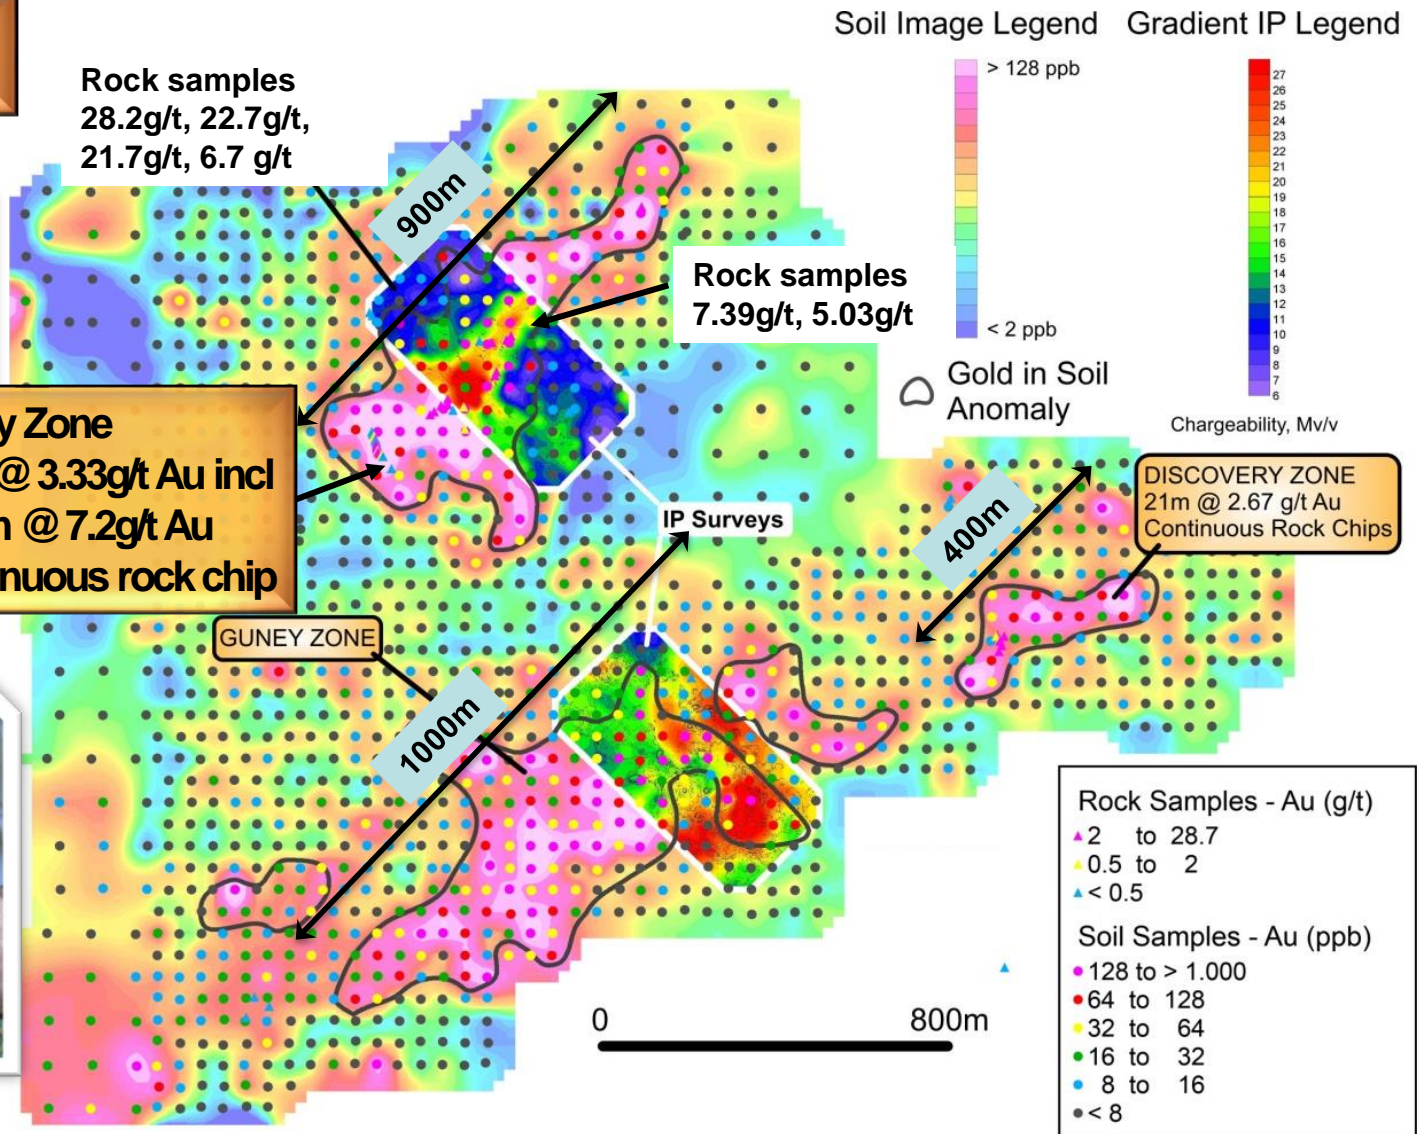 Soil Image Legend
> 128 ppb
< 2 ppb
Gradient IP Legend
27
26
25
24
23
22
21
20
19
18
17
16
15
14
13
12
11
10
9
8
7
6
Chargeability, Mv/v
Gold in Soil
Anomaly
Rock samples
28.2g/t, 22.7g/t,
21.7g/t, 6.7 g/t
900m
Rock samples
7.39g/t, 5.03g/t
Zone
@ 3.33g/t Au incl
@ 7.2g/t Au
rock chip
IP Surveys
400m
DISCOVERY ZONE
21m @ 2.67 g/t Au
Continuous Rock Chips
GUNEY ZONE
1000m
0 800m
Rock Samples - Au (g/t)
2 to 28.7
0.5 to 2
< 0.5
Soil Samples - Au (ppb)
128 to > 1.000
64 to 128
32 to 64
16 to 32
8 to 16
< 8